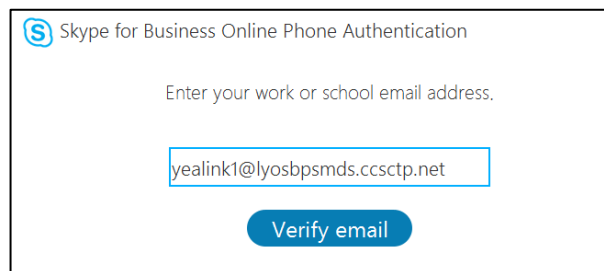 Skype for Business Online Phone Authentication
Enter your work or school email address.
yealink1@lyosbpsmds.ccsctp.net
Verify email